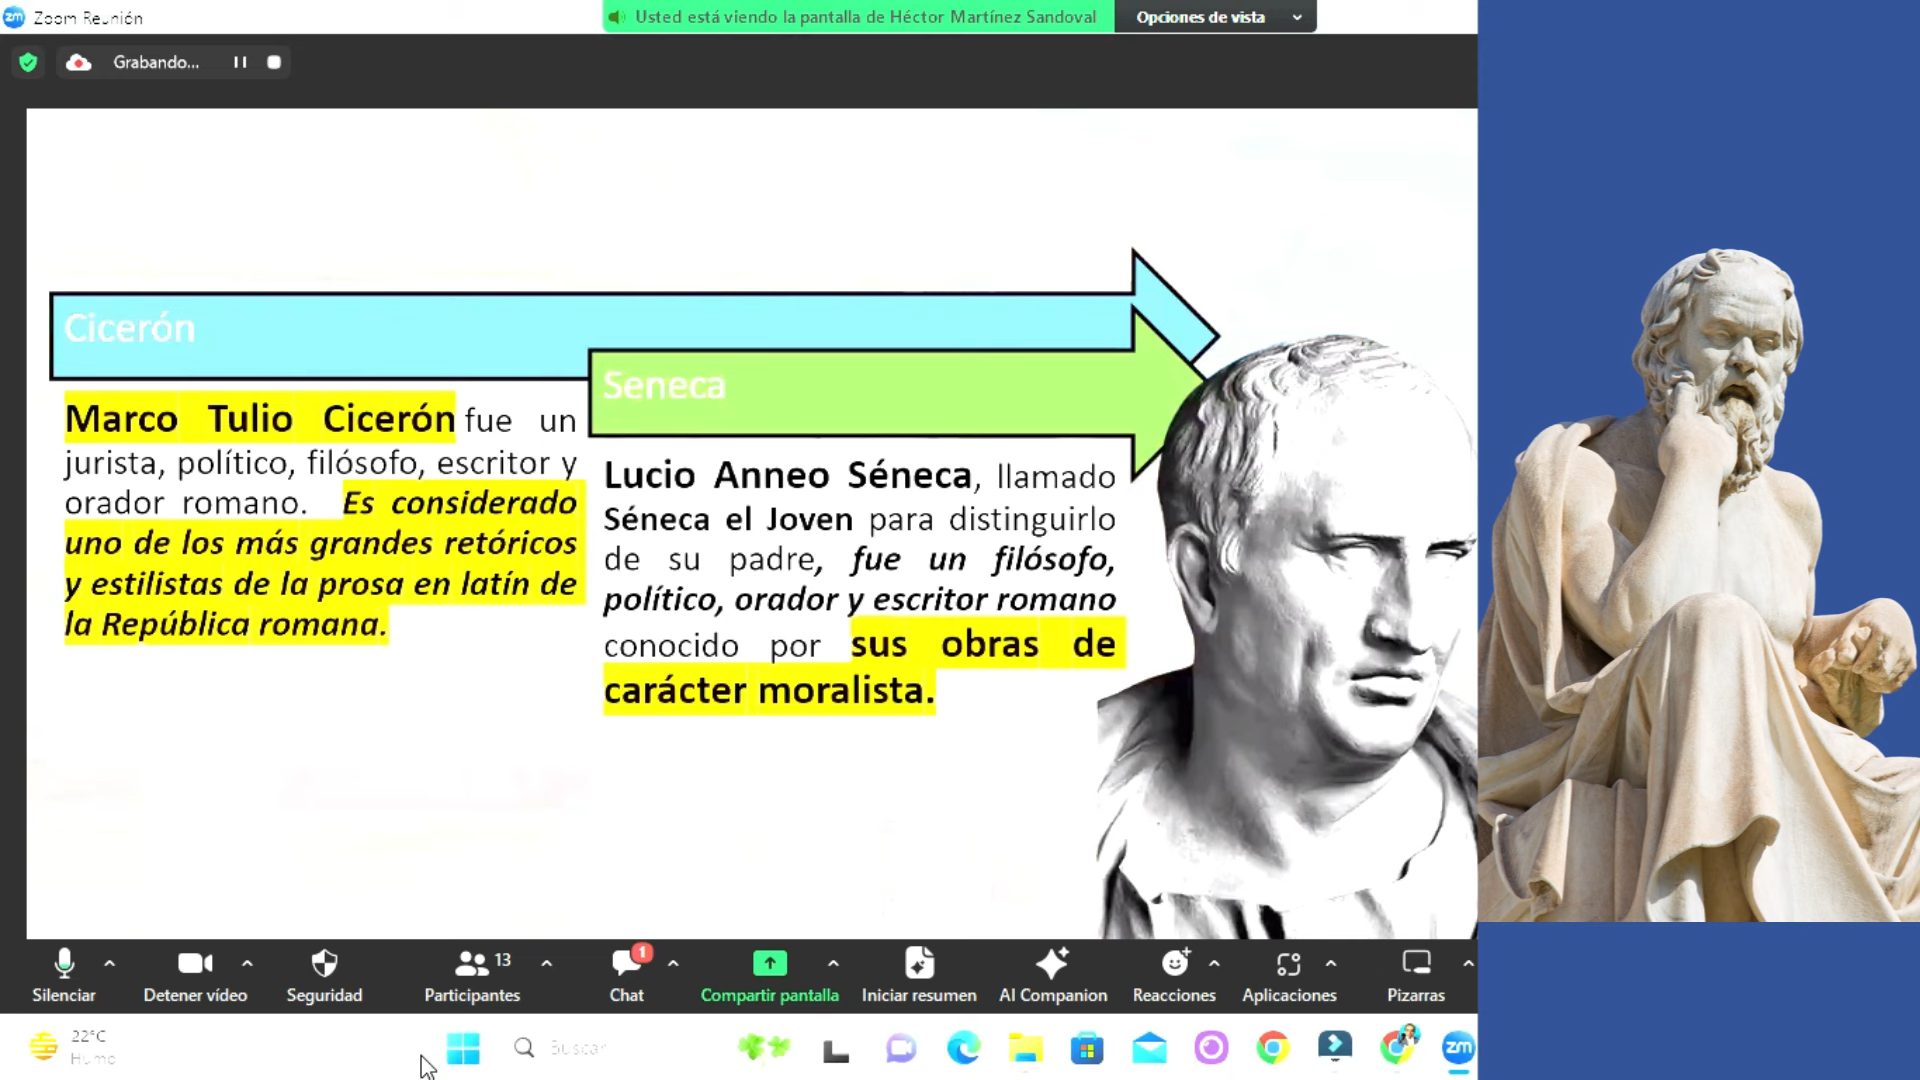 Zoom Reunión
Usted está viendo la pantalla de Héctor Martínez Sandoval
Opciones de vista
Grabando...
Cicerón
Marco Tulio Cicerón fue un
jurista, político, filósofo, escritor y
orador romano. Es considerado
uno de los más grandes retóricos
y estilistas de la prosa en latín de
la República romana.
Seneca
Lucio Anneo Séneca, llamado
Séneca el Joven para distinguirlo
de su padre, fue un filósofo,
político, orador y escritor romano
conocido por sus obras de
carácter moralista.
13
1
Silenciar
Detener vídeo
Seguridad
Participantes
Chat
Compartir pantalla
Iniciar resumen
AI Companion
Reacciones
Aplicaciones
Pizarras
22°C
Humo
Buscar
zm